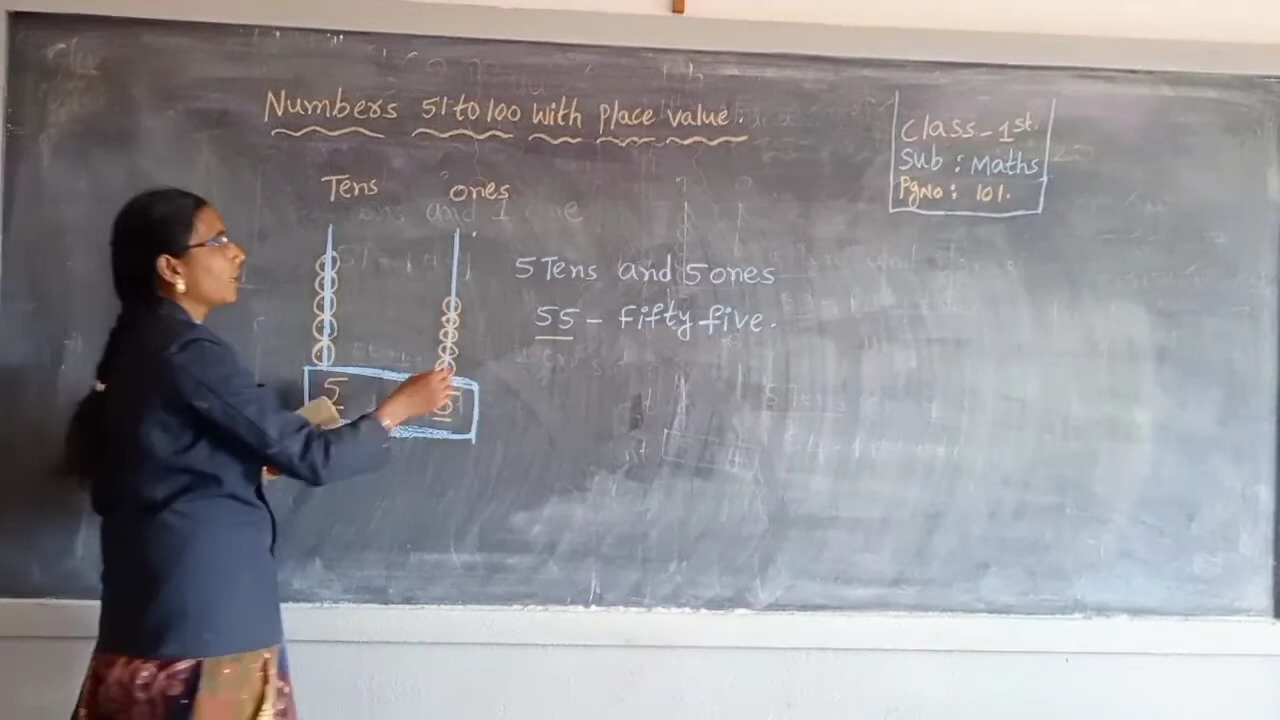 Numbers 51 to 100 with place value.
Class - 1st.
Sub : Maths
Pg No : 101.
Tens ones
5 Tens and 5 ones
55 - Fifty five.
5 5